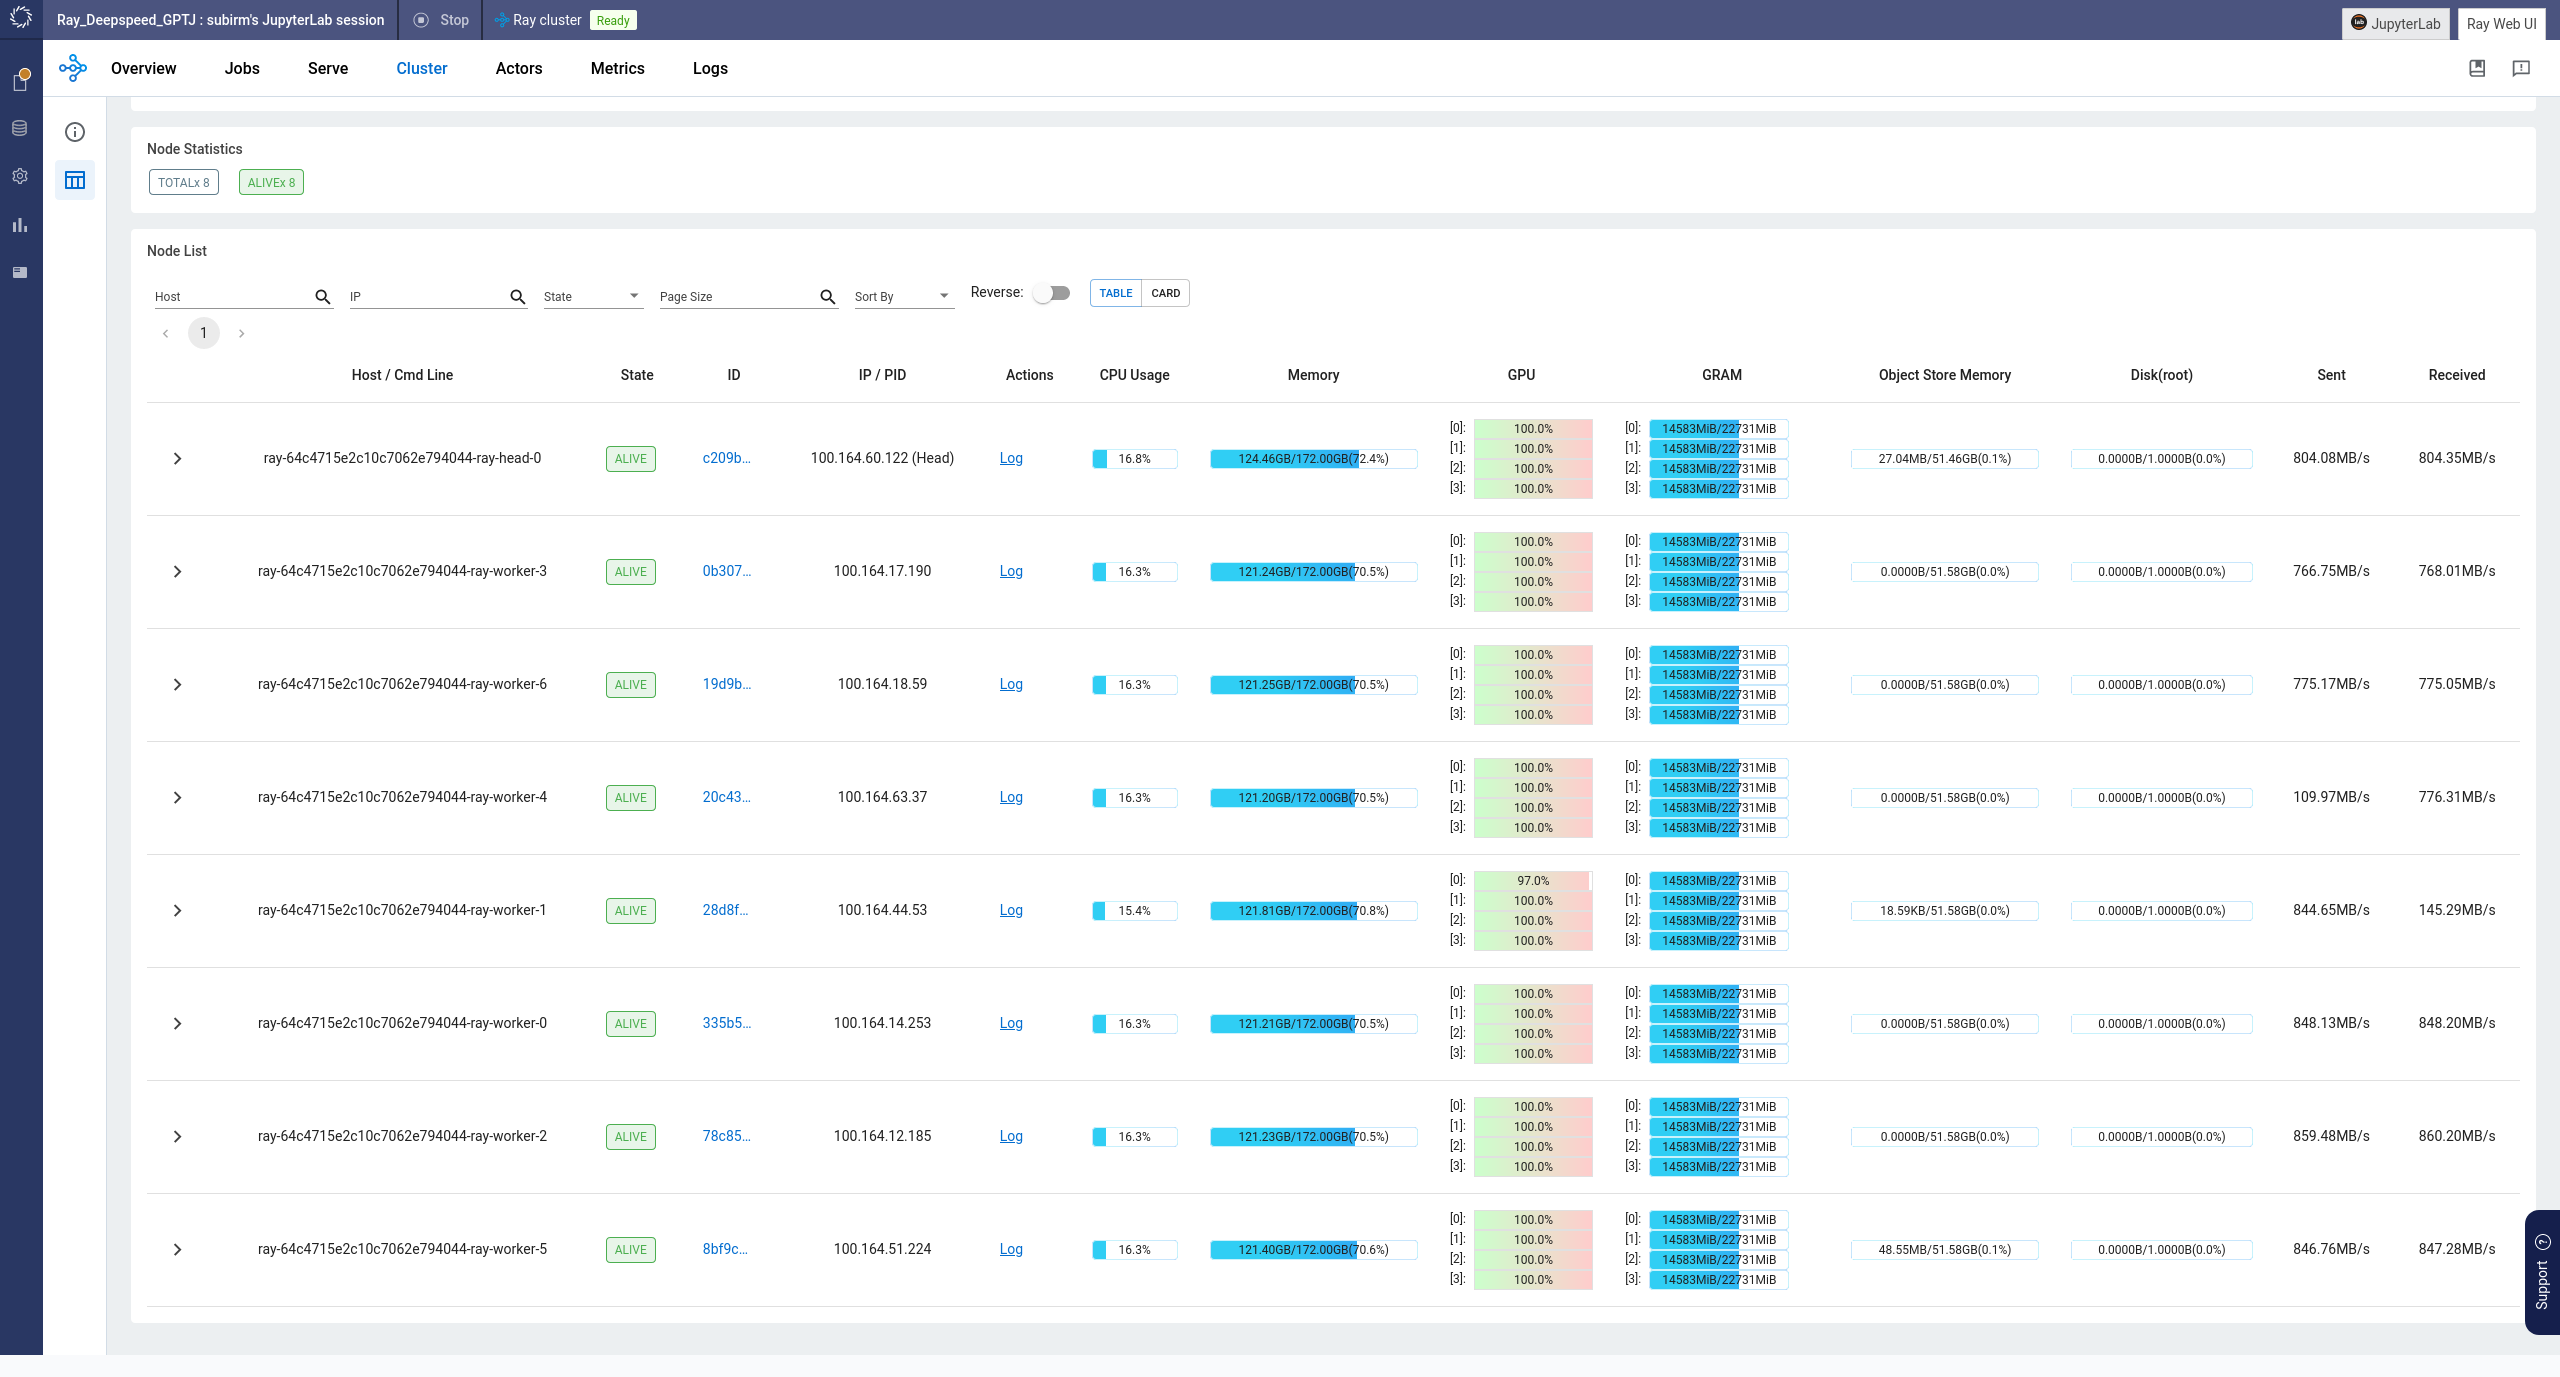 Ray_Deepspeed_GPTJ : subirm's JupyterLab session Stop Ray cluster Ready JupyterLab Ray Web UI
Overview Jobs Serve Cluster Actors Metrics Logs
Node Statistics
TOTALx 8 ALIVEx 8
Node List
Host IP State Page Size Sort By Reverse: TABLE CARD
1
Host / Cmd Line State ID IP / PID Actions CPU Usage Memory GPU GRAM Object Store Memory Disk(root) Sent Received
[0]: 100.0% [0]: 14583MiB/22731MiB
[1]: 100.0% [1]: 14583MiB/22731MiB
ray-64c4715e2c10c7062e794044-ray-head-0 ALIVE c209b... 100.164.60.122 (Head) Log 16.8% 124.46GB/172.00GB(72.4%) 27.04MB/51.46GB(0.1%) 0.0000B/1.0000B(0.0%) 804.08MB/s 804.35MB/s
[2]: 100.0% [2]: 14583MiB/22731MiB
[3]: 100.0% [3]: 14583MiB/22731MiB
[0]: 100.0% [0]: 14583MiB/22731MiB
[1]: 100.0% [1]: 14583MiB/22731MiB
ray-64c4715e2c10c7062e794044-ray-worker-3 ALIVE 0b307... 100.164.17.190 Log 16.3% 121.24GB/172.00GB(70.5%) 0.0000B/51.58GB(0.0%) 0.0000B/1.0000B(0.0%) 766.75MB/s 768.01MB/s
[2]: 100.0% [2]: 14583MiB/22731MiB
[3]: 100.0% [3]: 14583MiB/22731MiB
[0]: 100.0% [0]: 14583MiB/22731MiB
[1]: 100.0% [1]: 14583MiB/22731MiB
ray-64c4715e2c10c7062e794044-ray-worker-6 ALIVE 19d9b... 100.164.18.59 Log 16.3% 121.25GB/172.00GB(70.5%) 0.0000B/51.58GB(0.0%) 0.0000B/1.0000B(0.0%) 775.17MB/s 775.05MB/s
[2]: 100.0% [2]: 14583MiB/22731MiB
[3]: 100.0% [3]: 14583MiB/22731MiB
[0]: 100.0% [0]: 14583MiB/22731MiB
[1]: 100.0% [1]: 14583MiB/22731MiB
ray-64c4715e2c10c7062e794044-ray-worker-4 ALIVE 20c43... 100.164.63.37 Log 16.3% 121.20GB/172.00GB(70.5%) 0.0000B/51.58GB(0.0%) 0.0000B/1.0000B(0.0%) 109.97MB/s 776.31MB/s
[2]: 100.0% [2]: 14583MiB/22731MiB
[3]: 100.0% [3]: 14583MiB/22731MiB
[0]: 97.0% [0]: 14583MiB/22731MiB
[1]: 100.0% [1]: 14583MiB/22731MiB
ray-64c4715e2c10c7062e794044-ray-worker-1 ALIVE 28d8f... 100.164.44.53 Log 15.4% 121.81GB/172.00GB(70.8%) 18.59KB/51.58GB(0.0%) 0.0000B/1.0000B(0.0%) 844.65MB/s 145.29MB/s
[2]: 100.0% [2]: 14583MiB/22731MiB
[3]: 100.0% [3]: 14583MiB/22731MiB
[0]: 100.0% [0]: 14583MiB/22731MiB
[1]: 100.0% [1]: 14583MiB/22731MiB
ray-64c4715e2c10c7062e794044-ray-worker-0 ALIVE 335b5... 100.164.14.253 Log 16.3% 121.21GB/172.00GB(70.5%) 0.0000B/51.58GB(0.0%) 0.0000B/1.0000B(0.0%) 848.13MB/s 848.20MB/s
[2]: 100.0% [2]: 14583MiB/22731MiB
[3]: 100.0% [3]: 14583MiB/22731MiB
[0]: 100.0% [0]: 14583MiB/22731MiB
[1]: 100.0% [1]: 14583MiB/22731MiB
ray-64c4715e2c10c7062e794044-ray-worker-2 ALIVE 78c85... 100.164.12.185 Log 16.3% 121.23GB/172.00GB(70.5%) 0.0000B/51.58GB(0.0%) 0.0000B/1.0000B(0.0%) 859.48MB/s 860.20MB/s
[2]: 100.0% [2]: 14583MiB/22731MiB
[3]: 100.0% [3]: 14583MiB/22731MiB
[0]: 100.0% [0]: 14583MiB/22731MiB
[1]: 100.0% [1]: 14583MiB/22731MiB
ray-64c4715e2c10c7062e794044-ray-worker-5 ALIVE 8bf9c... 100.164.51.224 Log 16.3% 121.40GB/172.00GB(70.6%) 48.55MB/51.58GB(0.1%) 0.0000B/1.0000B(0.0%) 846.76MB/s 847.28MB/s
[2]: 100.0% [2]: 14583MiB/22731MiB
[3]: 100.0% [3]: 14583MiB/22731MiB
Support